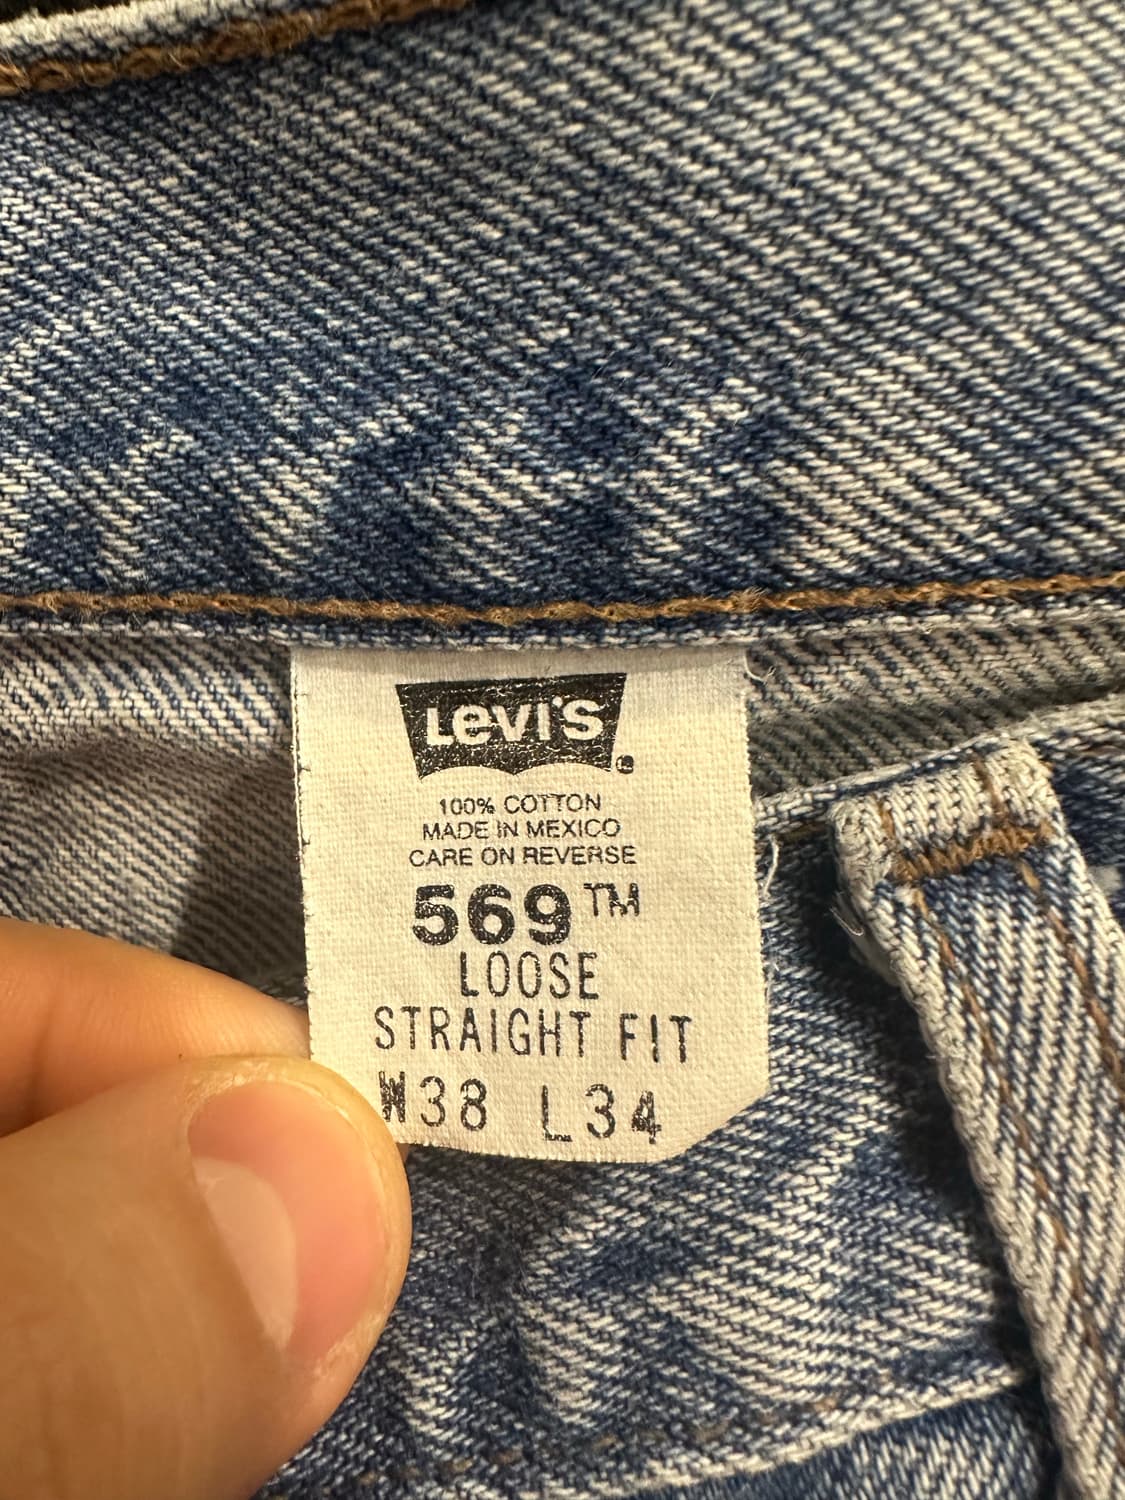 Levi's
100% COTTON
MADE IN MEXICO
CARE ON REVERSE
569™
LOOSE
STRAIGHT FIT
W38 L34